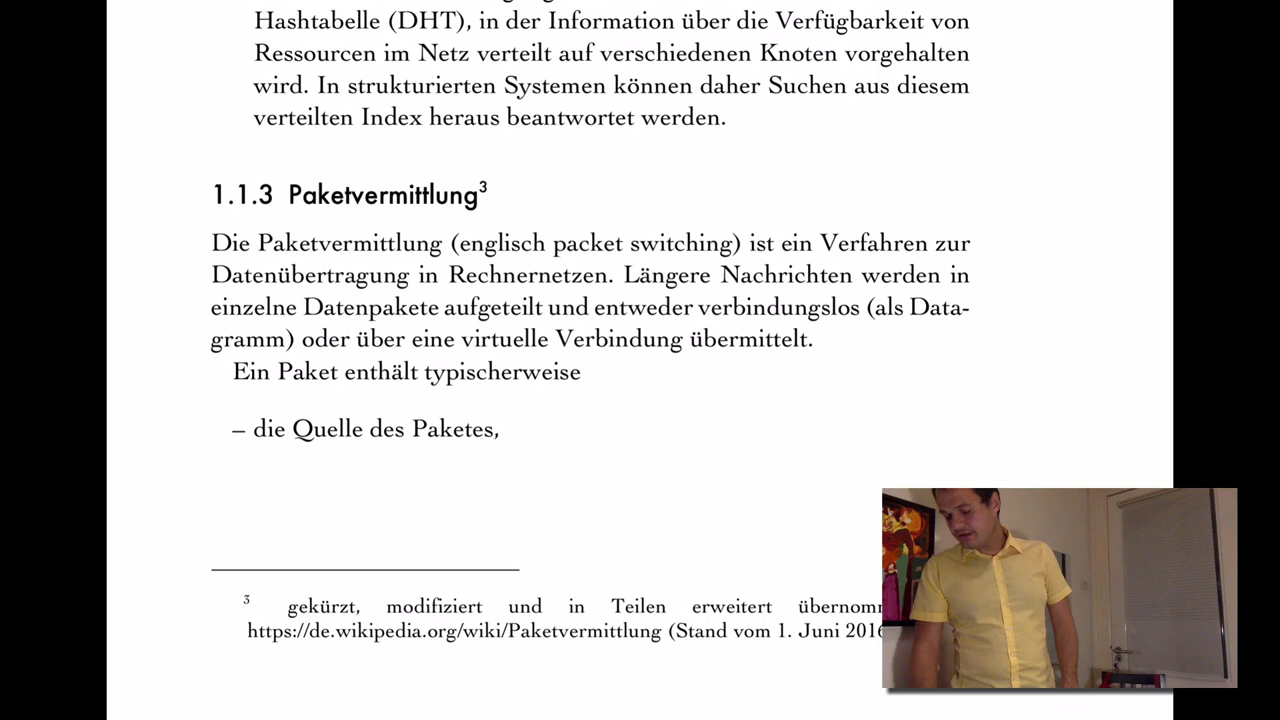 Hashtabelle (DHT), in der Information über die Verfügbarkeit von
Ressourcen im Netz verteilt auf verschiedenen Knoten vorgehalten
wird. In strukturierten Systemen können daher Suchen aus diesem
verteilten Index heraus beantwortet werden.
1.1.3 Paketvermittlung3
Die Paketvermittlung (englisch packet switching) ist ein Verfahren zur
Datenübertragung in Rechnernetzen. Längere Nachrichten werden in
einzelne Datenpakete aufgeteilt und entweder verbindungslos (als Data-
gramm) oder über eine virtuelle Verbindung übermittelt.
Ein Paket enthält typischerweise
– die Quelle des Paketes,
3 gekürzt, modifiziert und in Teilen erweitert
https://de.wikipedia.org/wiki/Paketvermittlung (Stand vom 1. Juni 2016